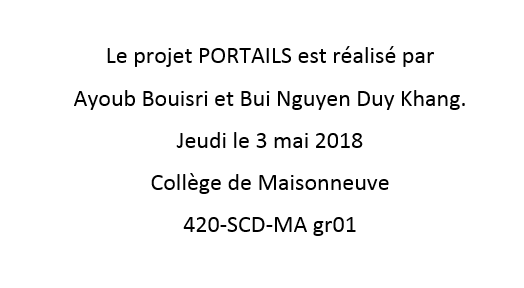 Le projet PORTAILS est réalisé par
Ayoub Bouisri et Bui Nguyen Duy Khang.
Jeudi le 3 mai 2018
Collège de Maisonneuve
420-SCD-MA gr01